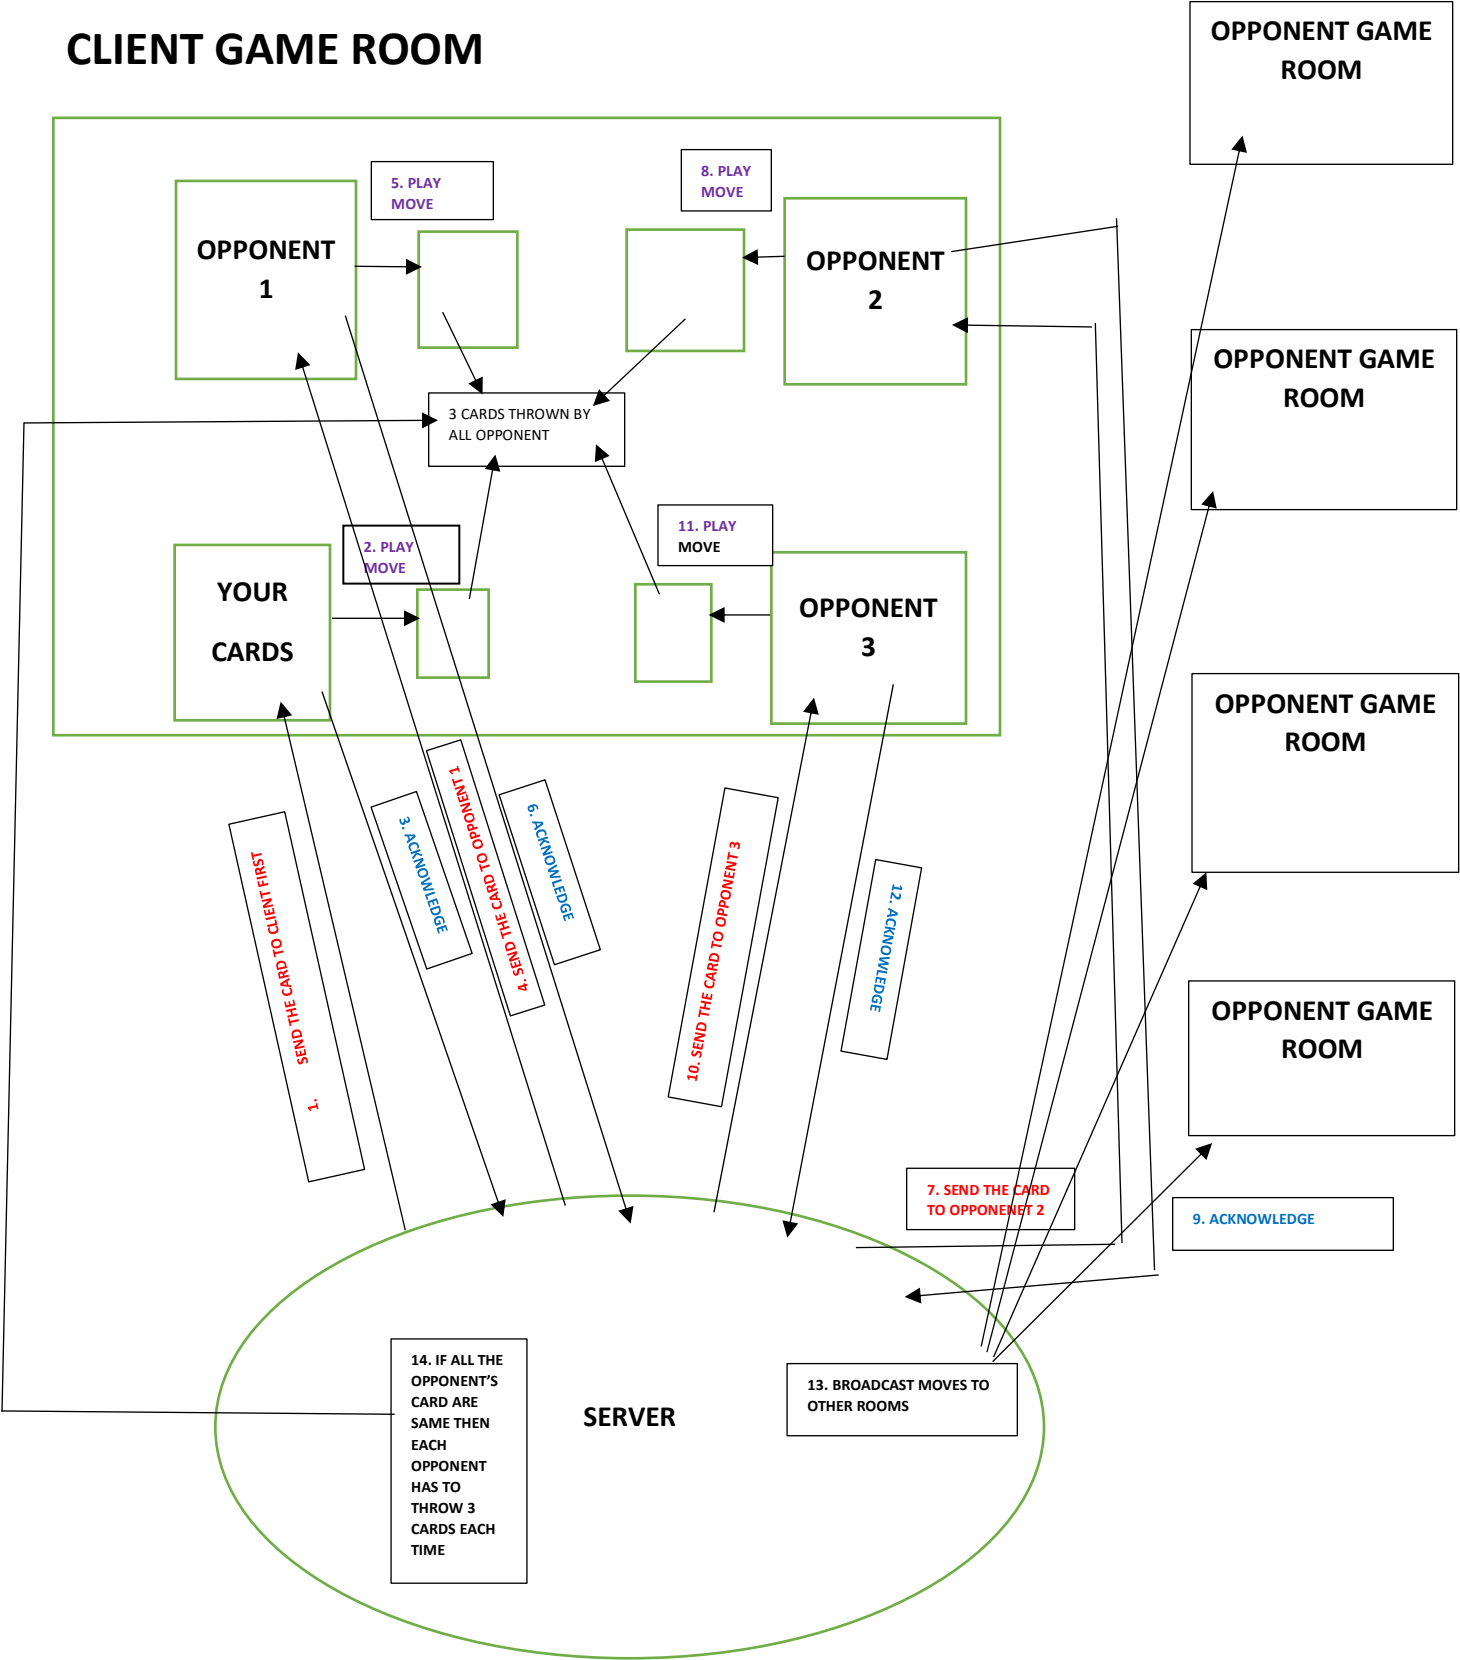 CLIENT GAME ROOM
OPPONENT GAME
ROOM
5. PLAY
MOVE
8. PLAY
MOVE
OPPONENT
1
OPPONENT
2
OPPONENT GAME
ROOM
3 CARDS THROWN BY
ALL OPPONENT
2. PLAY
MOVE
11. PLAY
MOVE
YOUR
CARDS
OPPONENT
3
OPPONENT GAME
ROOM
1. SEND THE CARD TO CLIENT FIRST
3. ACKNOWLEDGE
4. SEND THE CARD TO OPPONENT 1
6. ACKNOWLEDGE
10. SEND THE CARD TO OPPONENT 3
12. ACKNOWLEDGE
OPPONENT GAME
ROOM
7. SEND THE CARD
TO OPPONENET 2
9. ACKNOWLEDGE
14. IF ALL THE
OPPONENT'S
CARD ARE
SAME THEN
EACH
OPPONENT
HAS TO
THROW 3
CARDS EACH
TIME
SERVER
13. BROADCAST MOVES TO
OTHER ROOMS